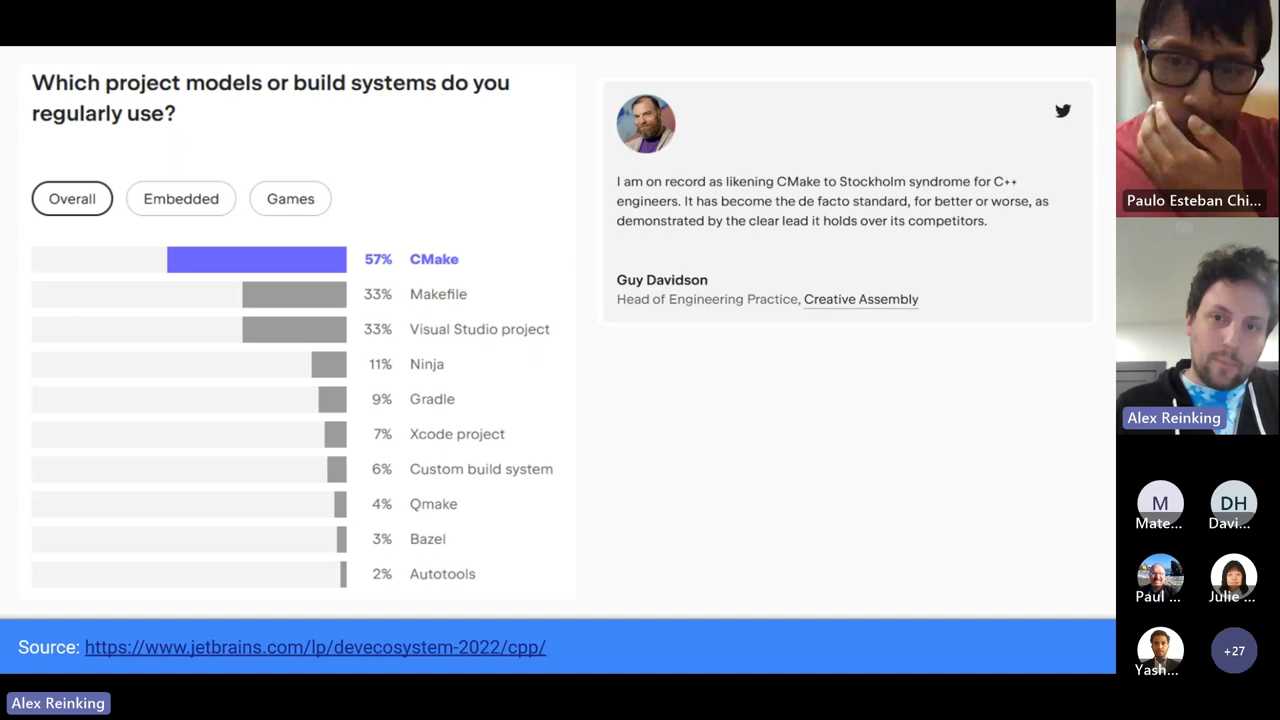 Which project models or build systems do you
regularly use?
Overall
Embedded
Games
57% CMake
33% Makefile
33% Visual Studio project
11% Ninja
9% Gradle
7% Xcode project
6% Custom build system
4% Qmake
3% Bazel
2% Autotools
I am on record as likening CMake to Stockholm syndrome for C++
engineers. It has become the de facto standard, for better or worse, as
demonstrated by the clear lead it holds over its competitors.
Guy Davidson
Head of Engineering Practice, Creative Assembly
Source: https://www.jetbrains.com/lp/devecosystem-2022/cpp/
Alex Reinking
Paulo Esteban Chi...
Alex Reinking
M
Mate...
DH
Davi...
Paul ...
Julie ...
Yash...
+27